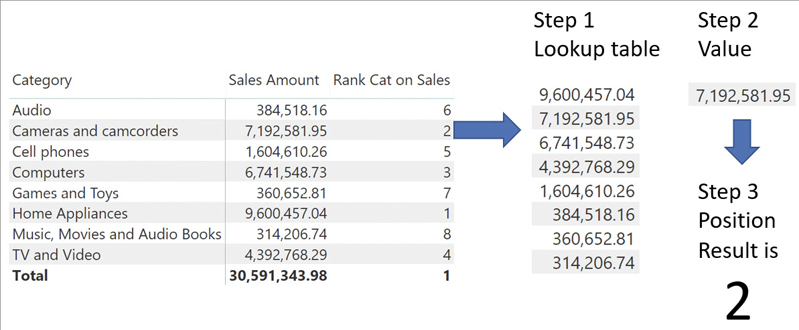 Category Sales Amount Rank Cat on Sales
Audio 384,518.16 6
Cameras and camcorders 7,192,581.95 2
Cell phones 1,604,610.26 5
Computers 6,741,548.73 3
Games and Toys 360,652.81 7
Home Appliances 9,600,457.04 1
Music, Movies and Audio Books 314,206.74 8
TV and Video 4,392,768.29 4
Total 30,591,343.98 1
Step 1
Lookup table
9,600,457.04
7,192,581.95
6,741,548.73
4,392,768.29
1,604,610.26
384,518.16
360,652.81
314,206.74
Step 2
Value
7,192,581.95
Step 3
Position
Result is
2